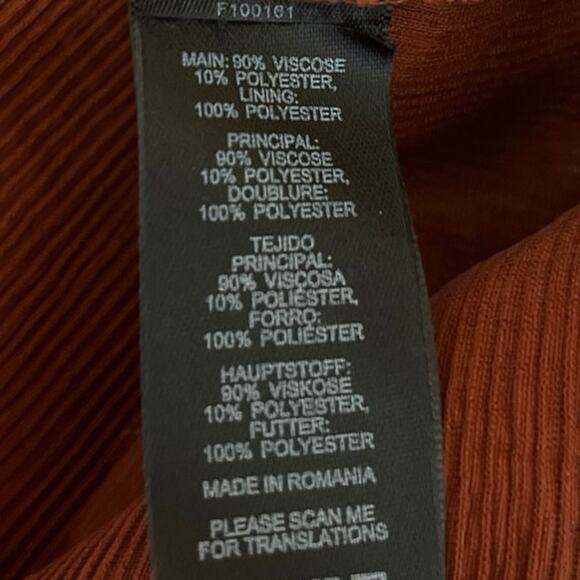 F100161
MAIN: 90% VISCOSE
10% POLYESTER,
LINING:
100% POLYESTER
PRINCIPAL:
90% VISCOSE
10% POLYESTER,
DOUBLURE:
100% POLYESTER
TEJIDO
PRINCIPAL:
90% VISCOSA
10% POLIÉSTER,
FORRO:
100% POLIÉSTER
HAUPTSTOFF:
90% VISKOSE
10% POLYESTER,
FUTTER:
100% POLYESTER
MADE IN ROMANIA
PLEASE SCAN ME
FOR TRANSLATIONS